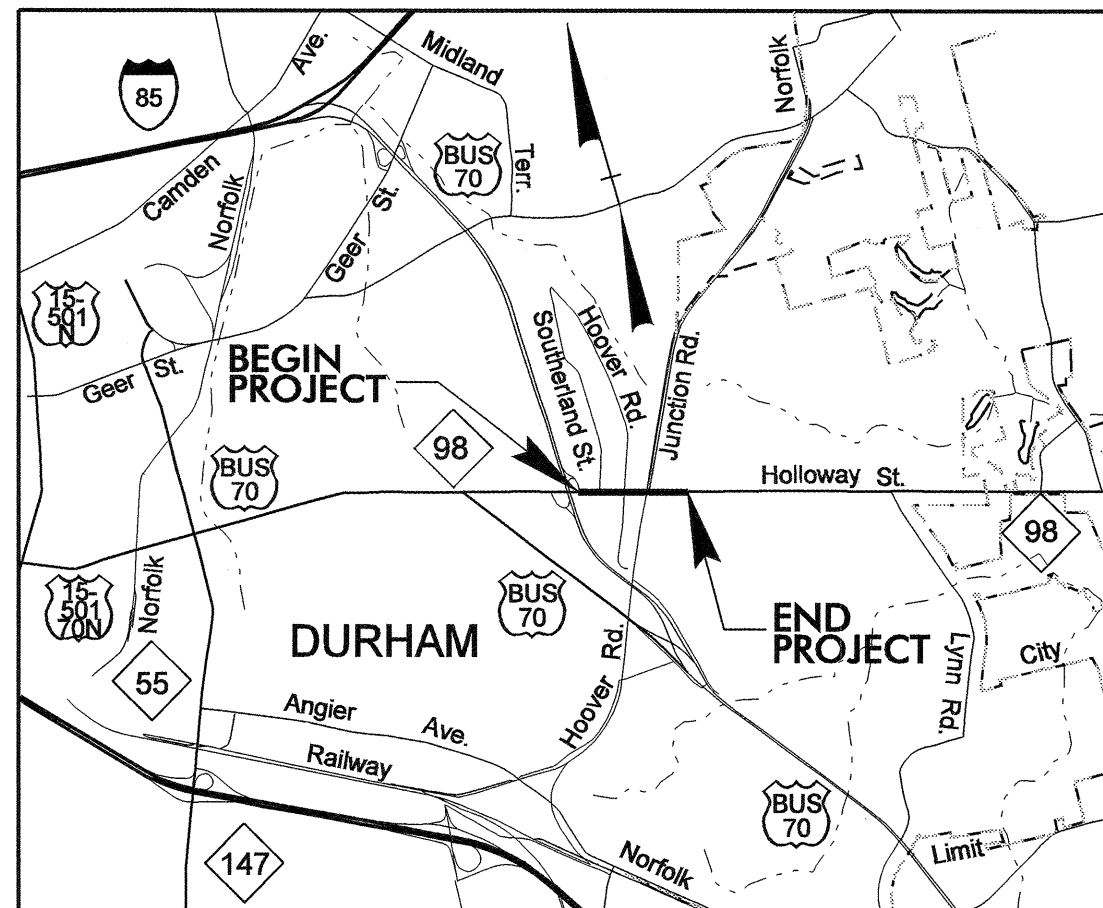 Ave.
Midland
Norfolk
85
BUS
70
Terr.
Camden
Norfolk
Geer St.
15-
501
N
Southerland St.
Hoover Rd.
Junction Rd.
BEGIN
PROJECT
Geer St.
98
BUS
70
Holloway St.
98
15-
501
70N
Norfolk
BUS
70
END
PROJECT
DURHAM
Hoover Rd.
Lynn Rd.
City
55
Angier Ave.
Railway
BUS
70
147
Norfolk
Limit